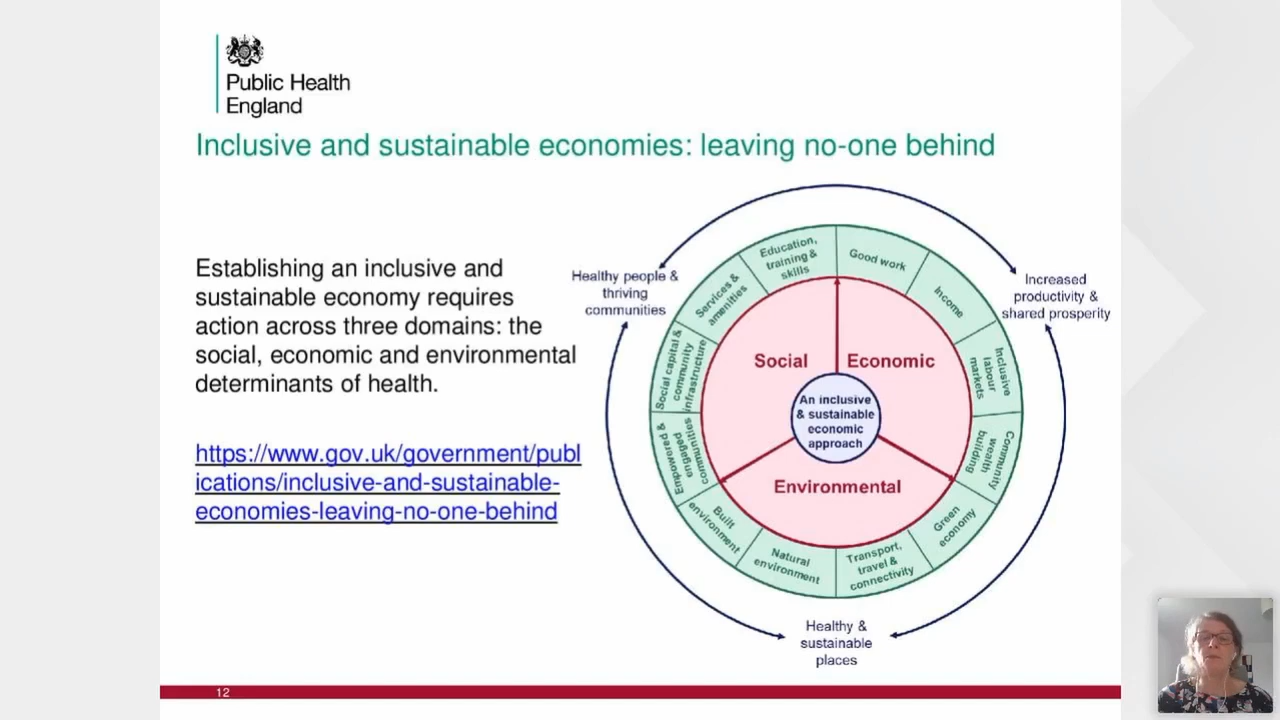 Public Health
England
Inclusive and sustainable economies: leaving no-one behind
Establishing an inclusive and
sustainable economy requires
action across three domains: the
social, economic and environmental
determinants of health.
https://www.gov.uk/government/publ
ications/inclusive-and-sustainable-
economies-leaving-no-one-behind
Healthy people &
thriving
communities
Increased
productivity &
shared prosperity
Healthy &
sustainable
places
Education,
training &
skills
Good work
Income
Inclusive
labour
markets
Community
wealth
building
Green
economy
Transport,
travel &
connectivity
Natural
environment
Built
environment
Empowered &
engaged
communities
Social capital &
community
infrastructure
Services &
amenities
Social
Economic
Environmental
An inclusive
& sustainable
economic
approach
12